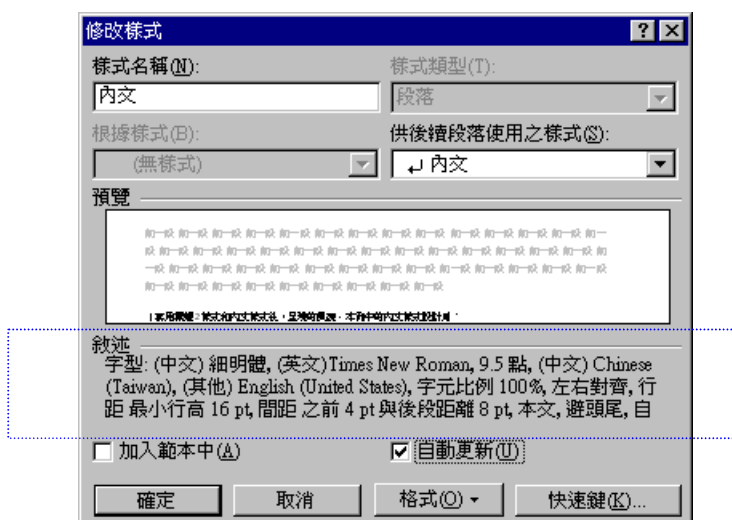 修改樣式
樣式名稱(N): 樣式類型(T):
內文 段落
根據樣式(B): 供後續段落使用之樣式(S):
(無樣式) ↵ 內文
預覽
敘述
字型: (中文) 細明體, (英文)Times New Roman, 9.5 點, (中文) Chinese
(Taiwan), (其他) English (United States), 字元比例 100%, 左右對齊, 行
距 最小行高 16 pt, 間距 之前 4 pt 與後段距離 8 pt, 本文, 避頭尾, 自
加入範本中(A) 自動更新(U)
確定 取消 格式(O) 快速鍵(K)...